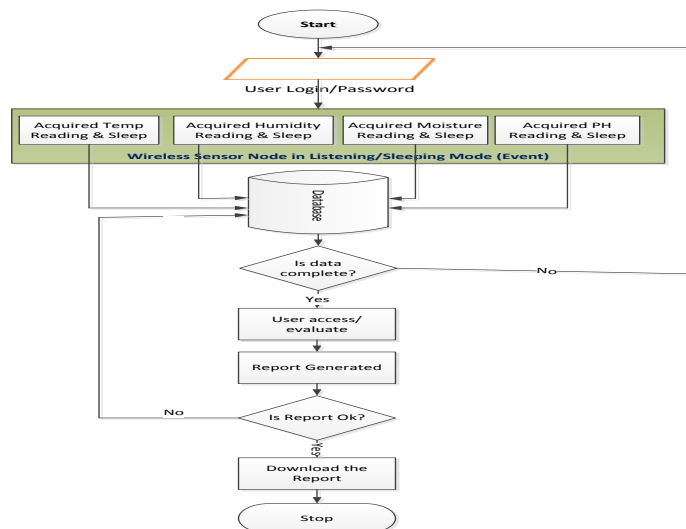 Start
User Login/Password
Acquired Temp
Reading & Sleep
Acquired Humidity
Reading & Sleep
Acquired Moisture
Reading & Sleep
Acquired PH
Reading & Sleep
Wireless Sensor Node in Listening/Sleeping Mode (Event)
Database
Is data
complete?
No
Yes
User access/
evaluate
Report Generated
Is Report Ok?
No
Yes
Download the
Report
Stop